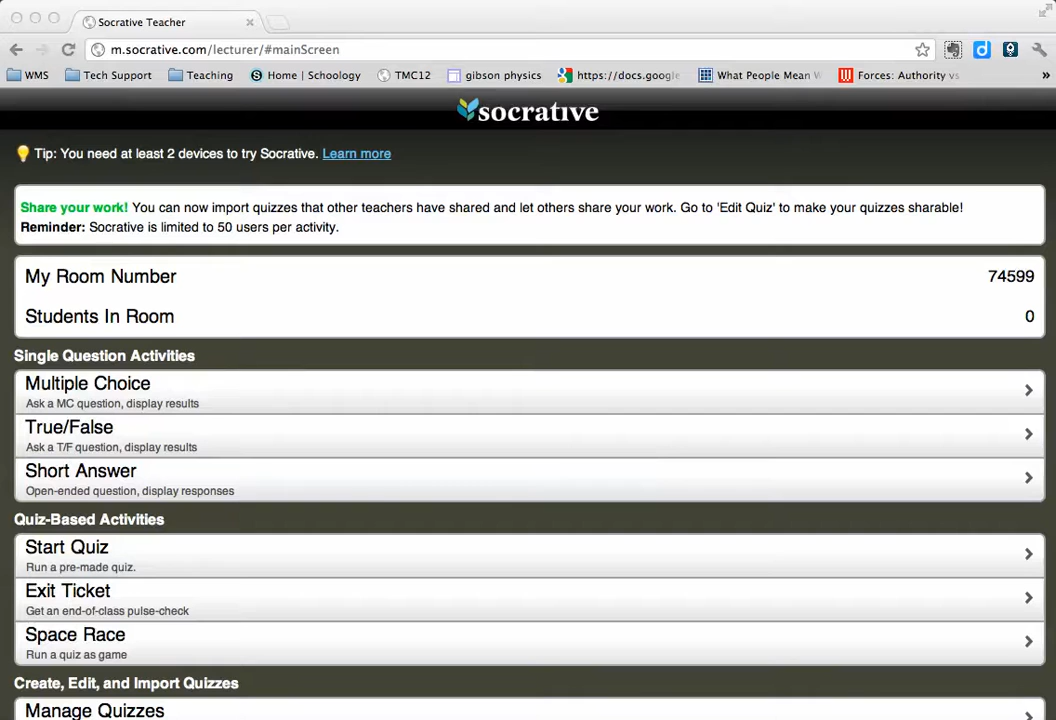 Socrative Teacher
m.socrative.com/lecturer/#mainScreen
WMS Tech Support Teaching Home | Schoology TMC12 gibson physics https://docs.google What People Mean W Forces: Authority vs »
socrative
Tip: You need at least 2 devices to try Socrative. Learn more
Share your work! You can now import quizzes that other teachers have shared and let others share your work. Go to 'Edit Quiz' to make your quizzes sharable!
Reminder: Socrative is limited to 50 users per activity.
My Room Number 74599
Students In Room 0
Single Question Activities
Multiple Choice
Ask a MC question, display results
True/False
Ask a T/F question, display results
Short Answer
Open-ended question, display responses
Quiz-Based Activities
Start Quiz
Run a pre-made quiz.
Exit Ticket
Get an end-of-class pulse-check
Space Race
Run a quiz as game
Create, Edit, and Import Quizzes
Manage Quizzes